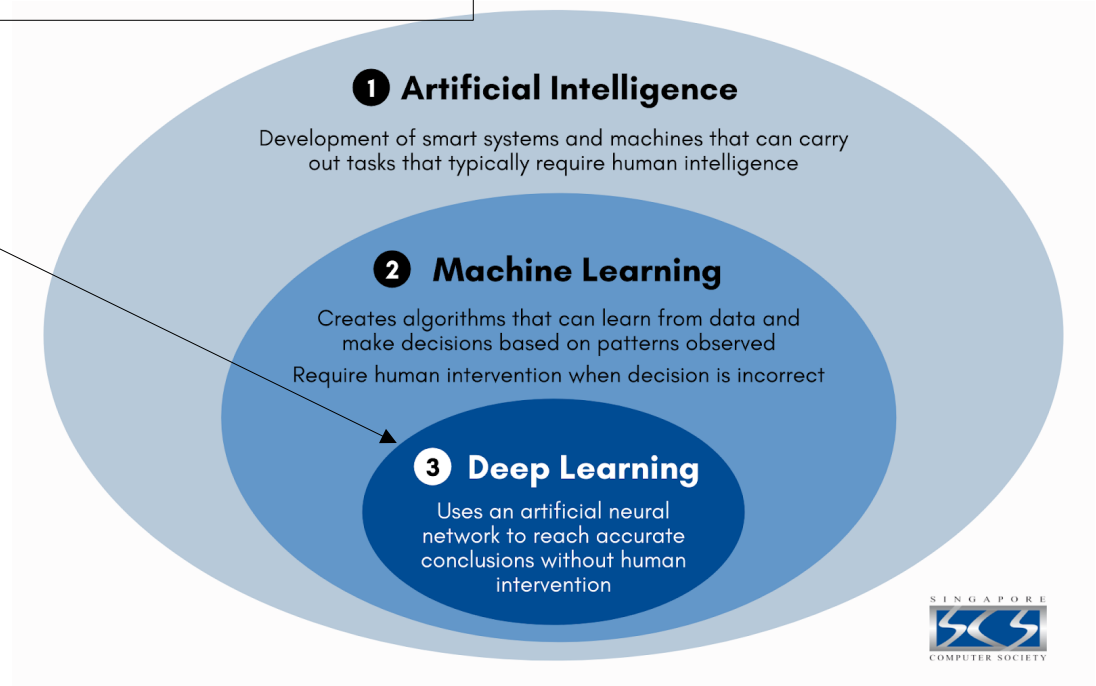 1 Artificial Intelligence
Development of smart systems and machines that can carry
out tasks that typically require human intelligence
2 Machine Learning
Creates algorithms that can learn from data and
make decisions based on patterns observed
Require human intervention when decision is incorrect
3 Deep Learning
Uses an artificial neural
network to reach accurate
conclusions without human
intervention
SINGAPORE
SCS
COMPUTER SOCIETY